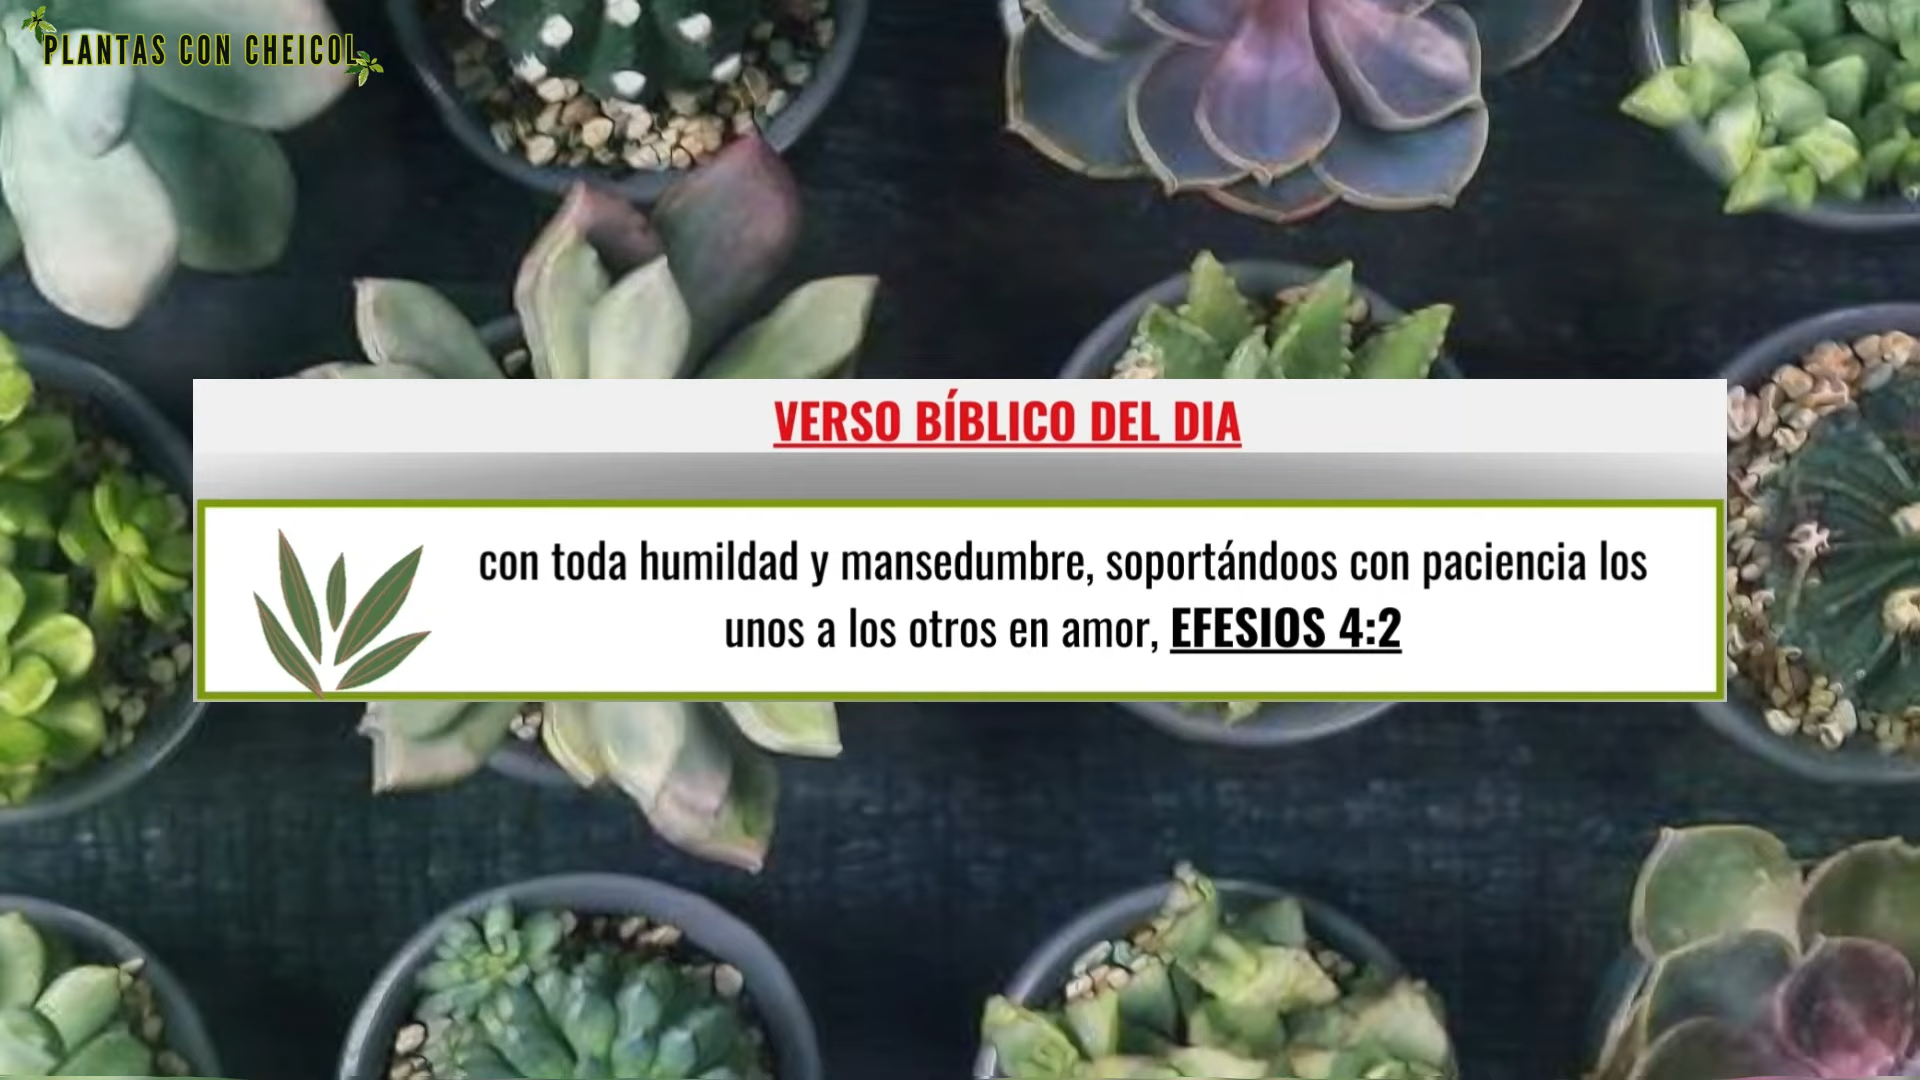 PLANTAS CON CHEICOL
VERSO BÍBLICO DEL DIA
con toda humildad y mansedumbre, soportándoos con paciencia los
unos a los otros en amor, EFESIOS 4:2